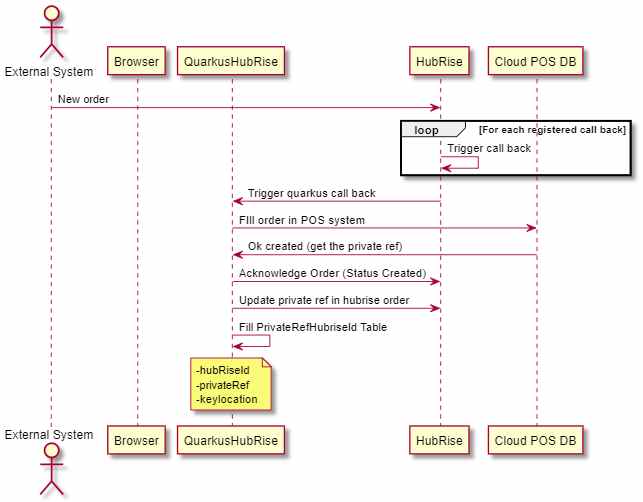 External System
Browser
QuarkusHubRise
HubRise
Cloud POS DB
New order
loop
[For each registered call back]
Trigger call back
Trigger quarkus call back
FIll order in POS system
Ok created (get the private ref)
Acknowledge Order (Status Created)
Update private ref in hubrise order
Fill PrivateRefHubriseId Table
-hubRiseId
-privateRef
-keylocation
External System
Browser
QuarkusHubRise
HubRise
Cloud POS DB